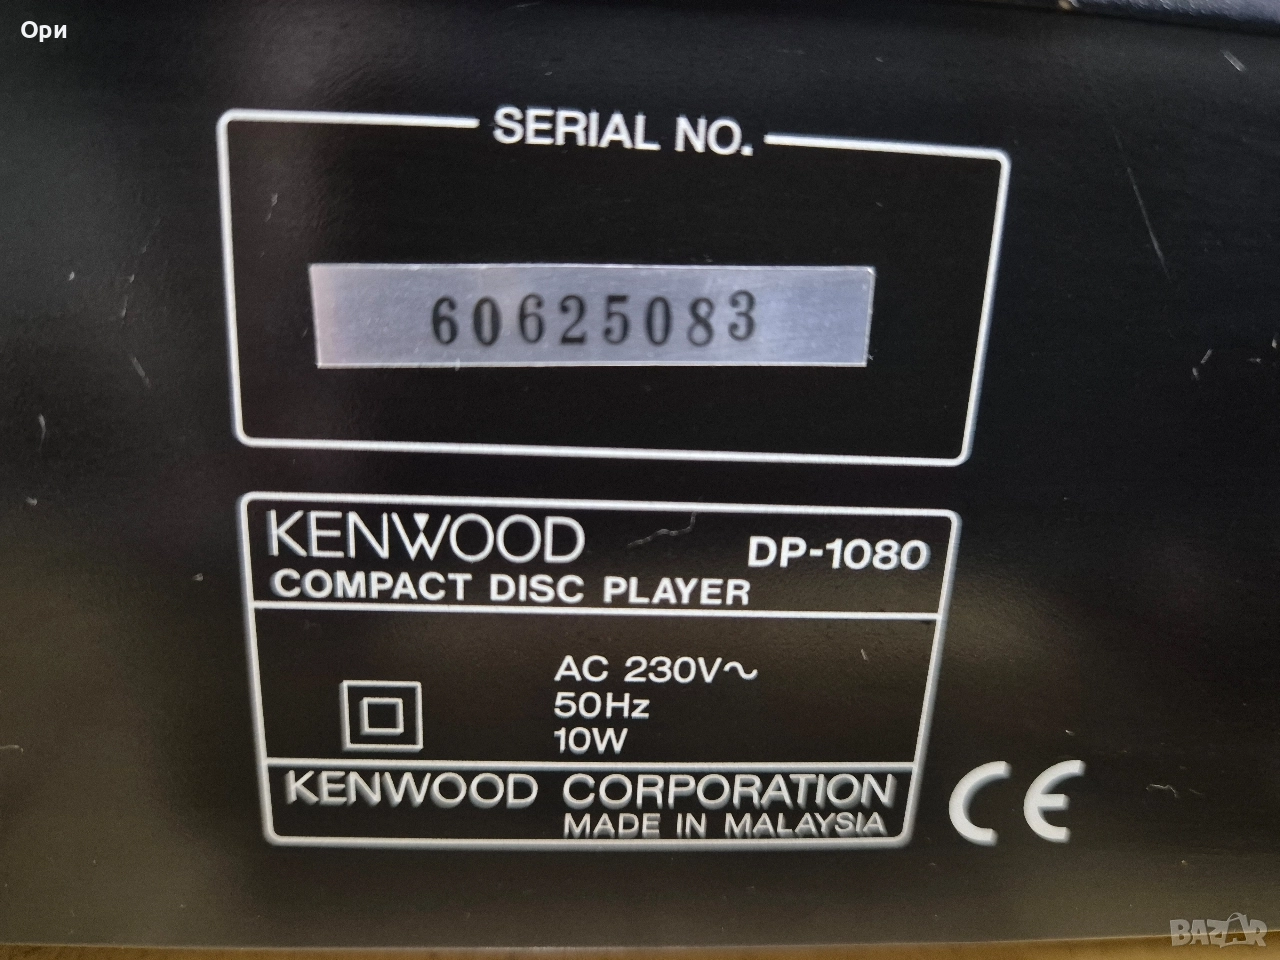 Ори
SERIAL NO.
60625083
KENWOOD DP-1080
COMPACT DISC PLAYER
AC 230V~
50Hz
10W
KENWOOD CORPORATION
MADE IN MALAYSIA
CE
BAZAR